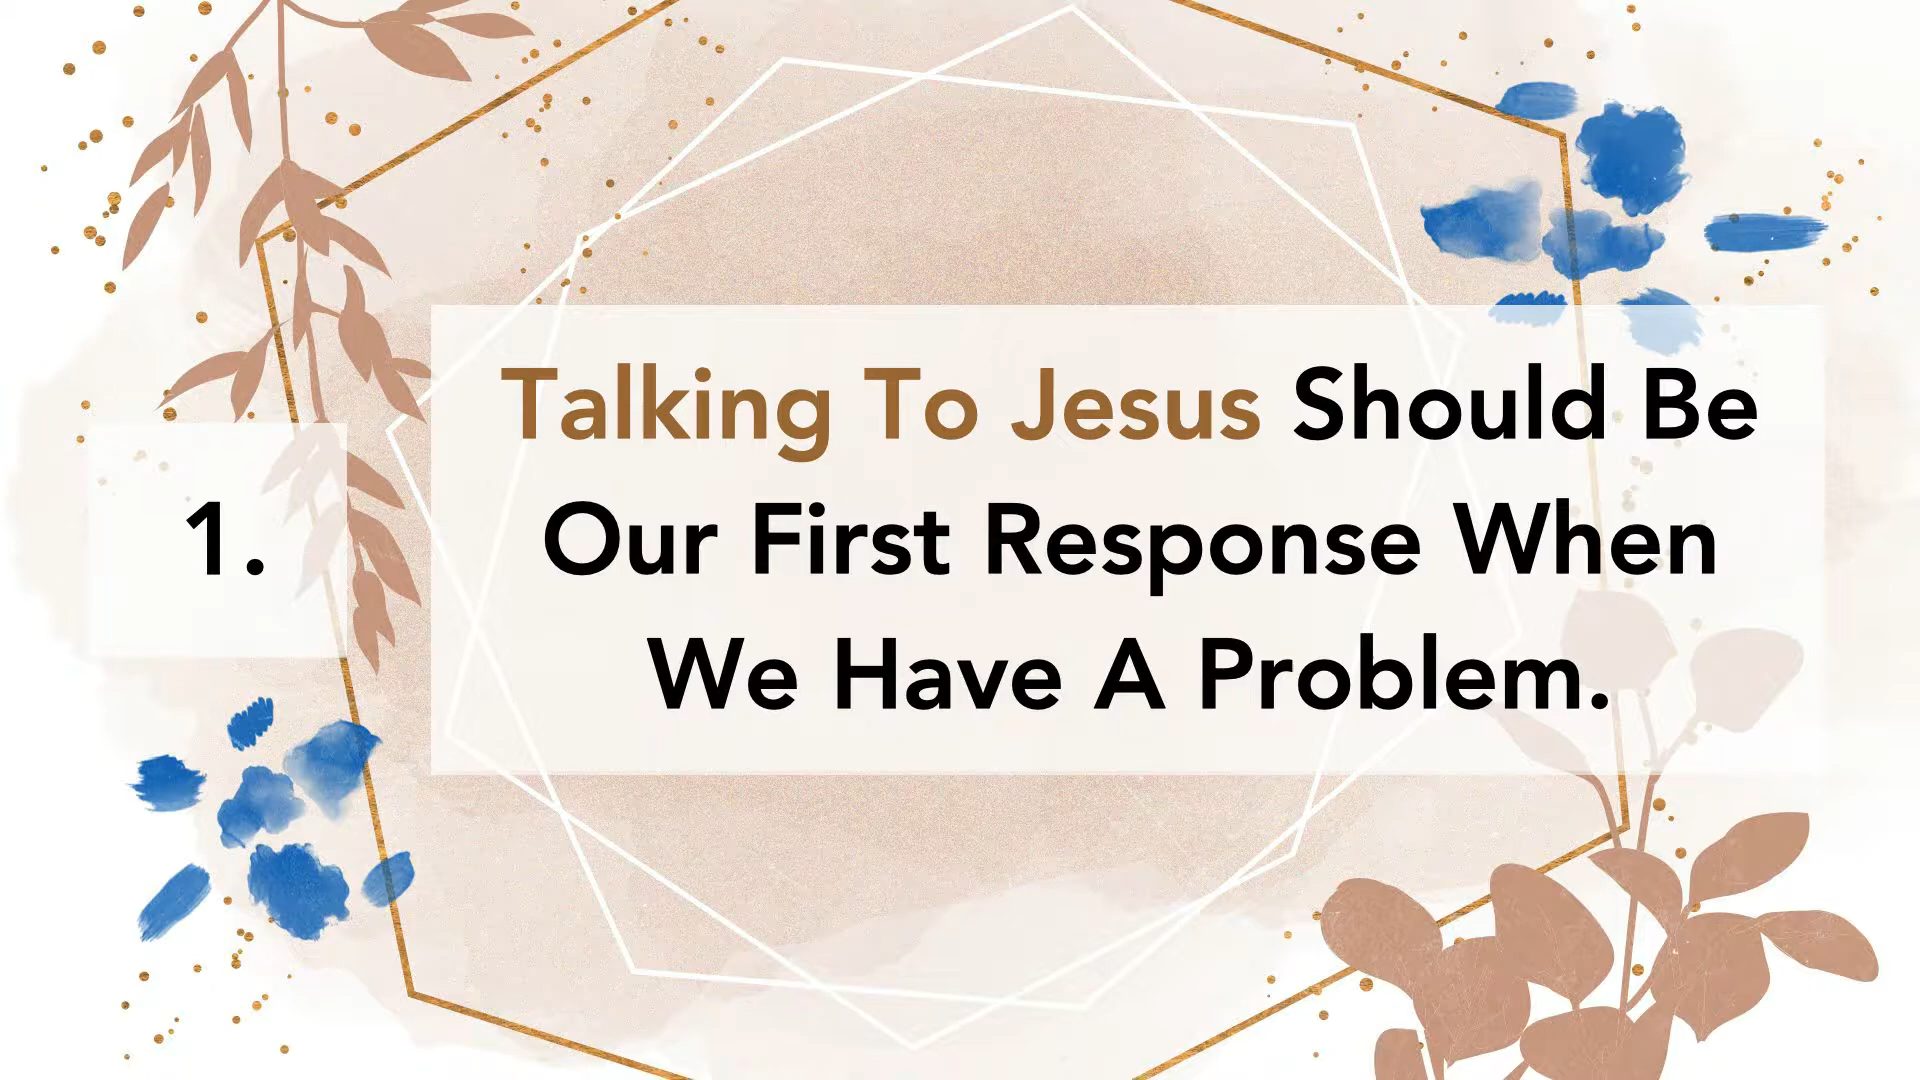 1.
Talking To Jesus Should Be
Our First Response When
We Have A Problem.